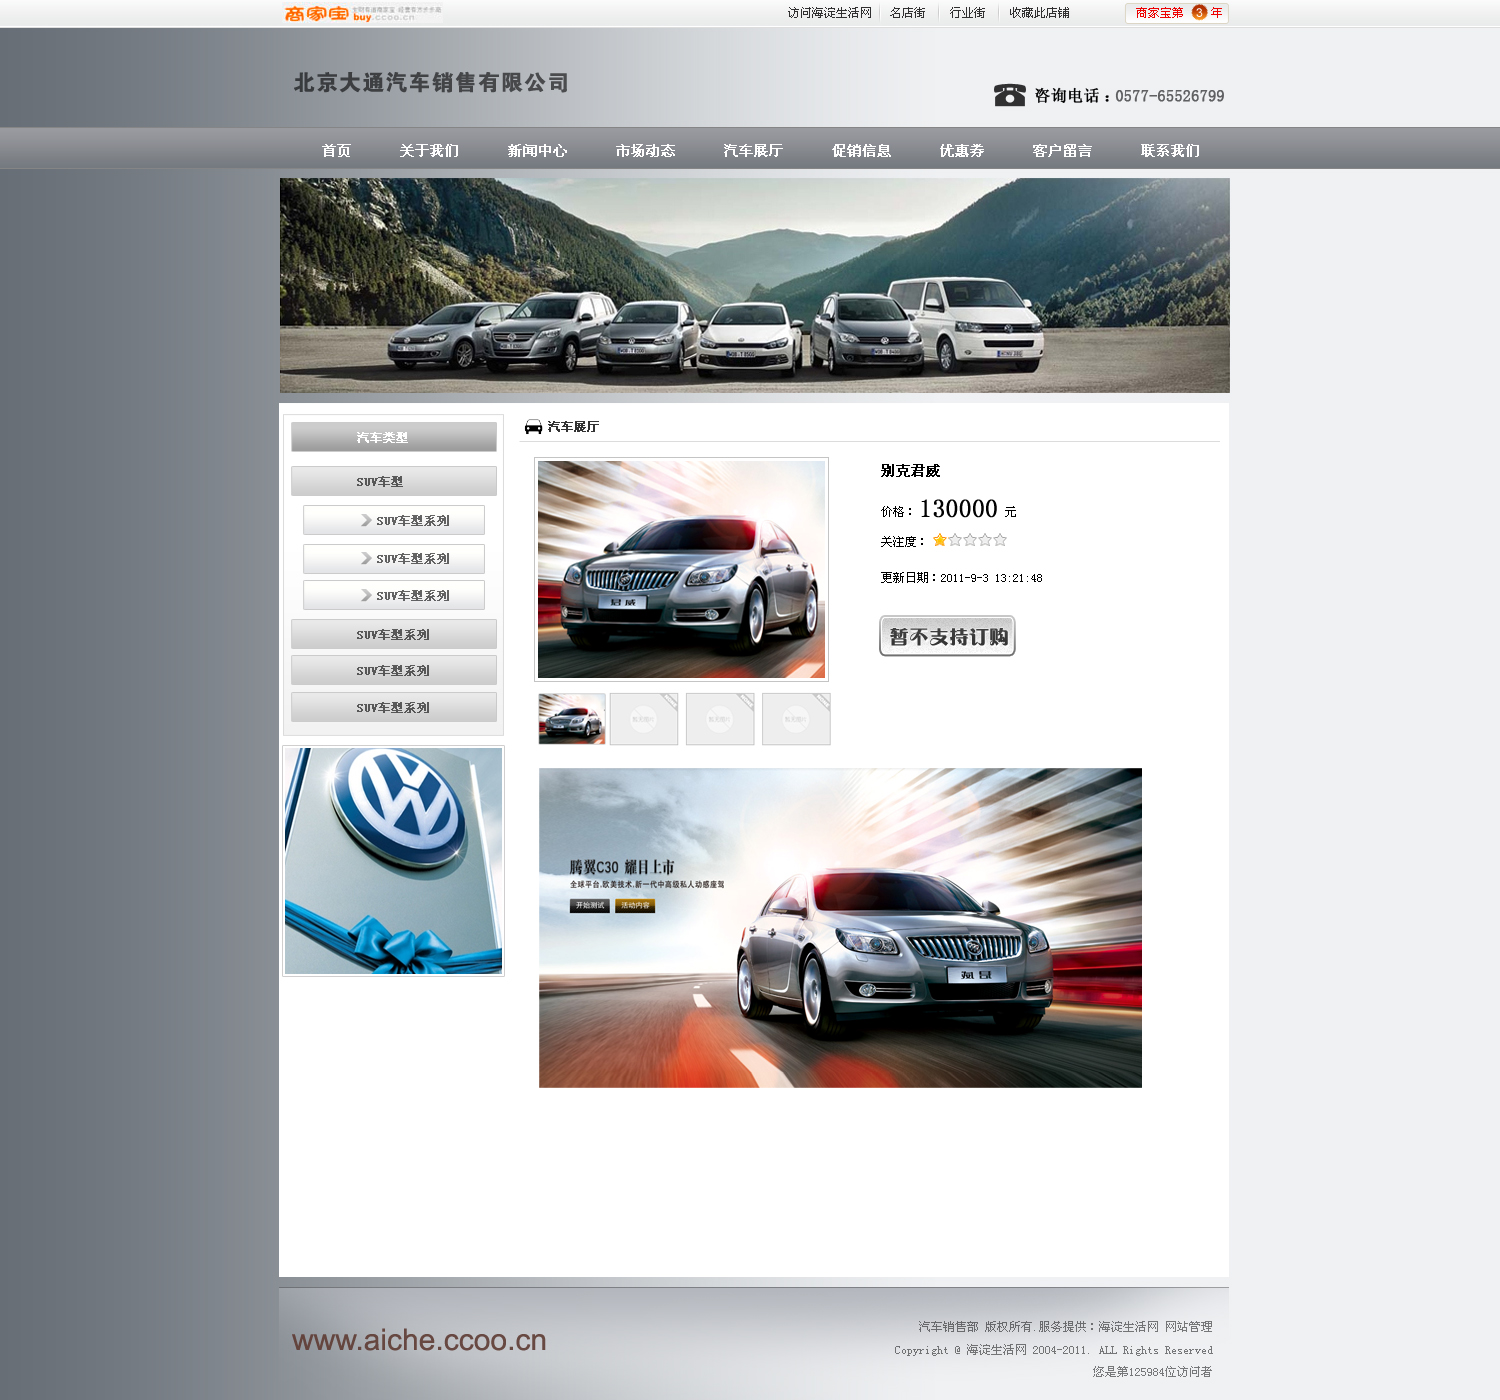 商家宝 buy.ccoo.cn
访问海淀生活网 名店街 行业街 收藏此店铺 商家宝第3年
北京大通汽车销售有限公司
咨询电话：0577-65526799
首页 关于我们 新闻中心 市场动态 汽车展厅 促销信息 优惠券 客户留言 联系我们
汽车类型
SUV车型
SUV车型系列
SUV车型系列
SUV车型系列
SUV车型系列
SUV车型系列
SUV车型系列
汽车展厅
君威
别克君威
价格：130000 元
关注度：
更新日期：2011-9-3 13:21:48
暂不支持订购
腾翼C30 耀目上市
全球平台,欧美技术,新一代中高级私人动感座驾
开始测试 活动内容
www.aiche.ccoo.cn
汽车销售部 版权所有.服务提供：海淀生活网 网站管理
Copyright @ 海淀生活网 2004-2011. ALL Rights Reserved
您是第125984位访问者